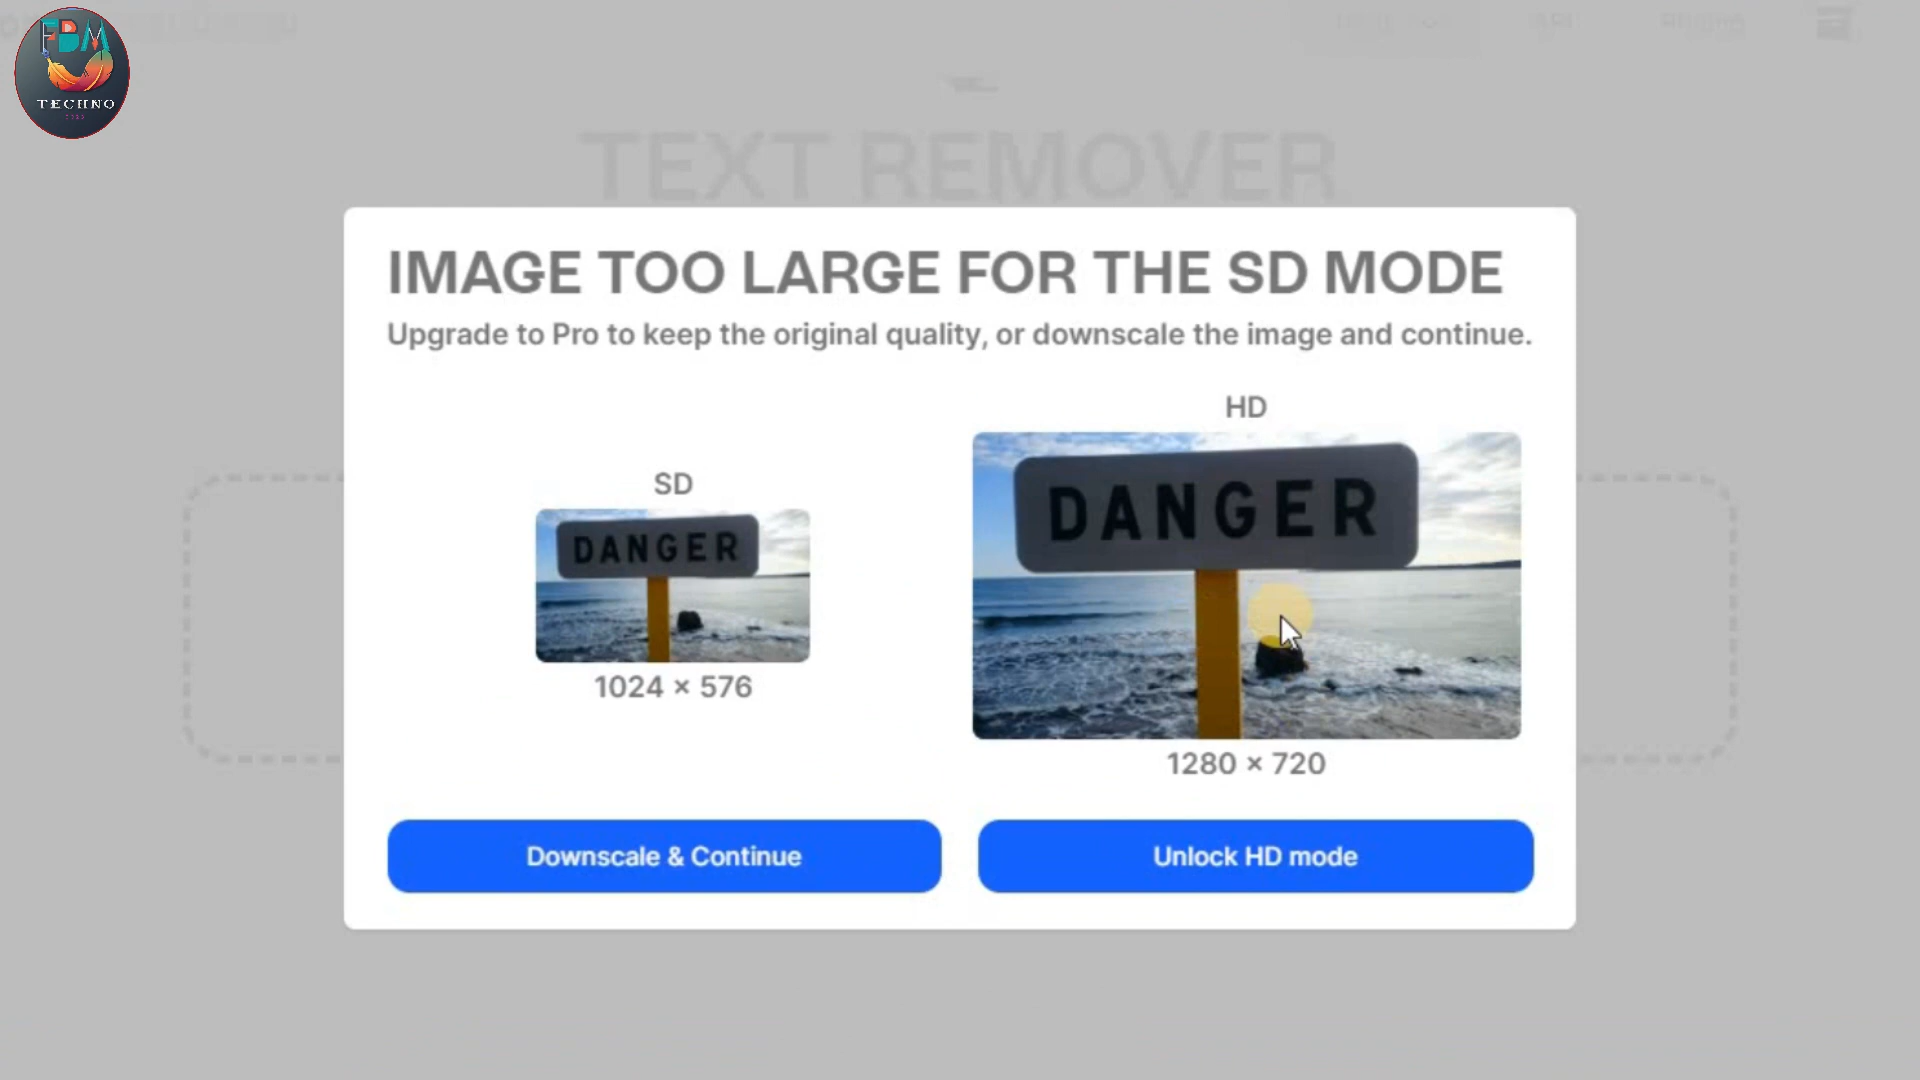 FBM
TECHNO
TEXT REMOVER
IMAGE TOO LARGE FOR THE SD MODE
Upgrade to Pro to keep the original quality, or downscale the image and continue.
HD
DANGER
SD
DANGER
1024 × 576
1280 × 720
Downscale & Continue
Unlock HD mode